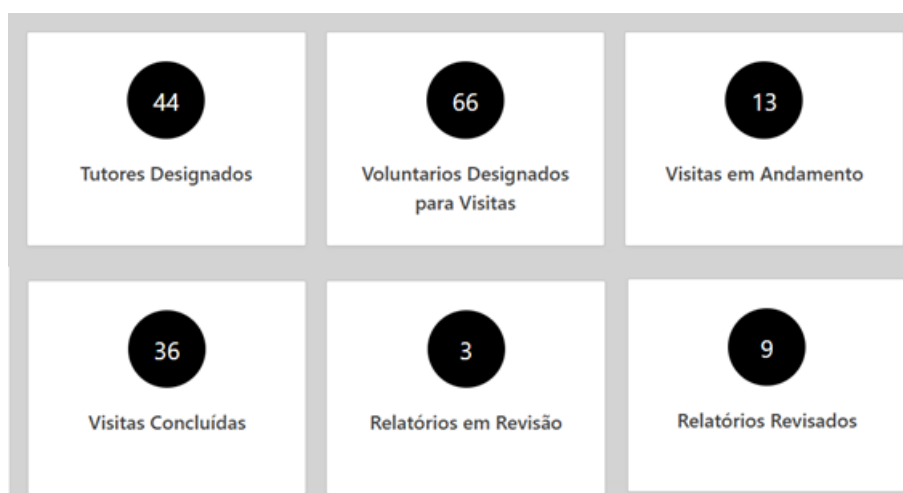 44
Tutores Designados
66
Voluntarios Designados
para Visitas
13
Visitas em Andamento
36
Visitas Concluídas
3
Relatórios em Revisão
9
Relatórios Revisados